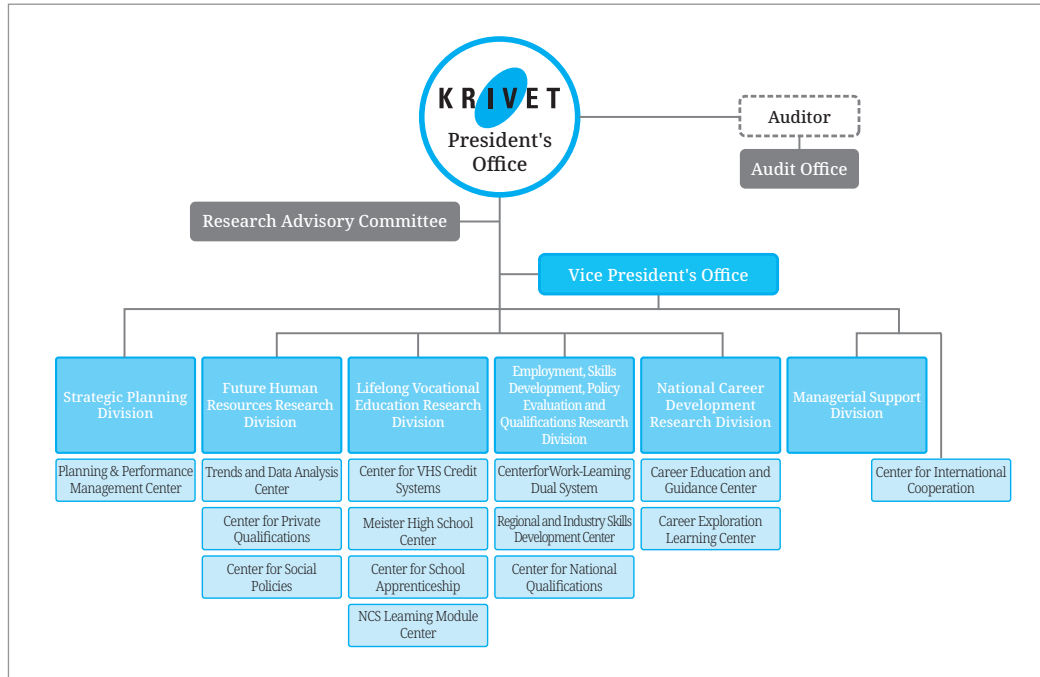 KRIVET
President's
Office
Auditor
Audit Office
Research Advisory Committee
Vice President's Office
Strategic Planning
Division
Future Human
Resources Research
Division
Lifelong Vocational
Education Research
Division
Employment, Skills
Development, Policy
Evaluation and
Qualifications Research
Division
National Career
Development
Research Division
Managerial Support
Division
Planning & Performance
Management Center
Trends and Data Analysis
Center
Center for Private
Qualifications
Center for Social
Policies
Center for VHS Credit
Systems
Meister High School
Center
Center for School
Apprenticeship
NCS Learning Module
Center
CenterforWork-Learning
Dual System
Regional and Industry Skills
Development Center
Center for National
Qualifications
Career Education and
Guidance Center
Career Exploration
Learning Center
Center for International
Cooperation